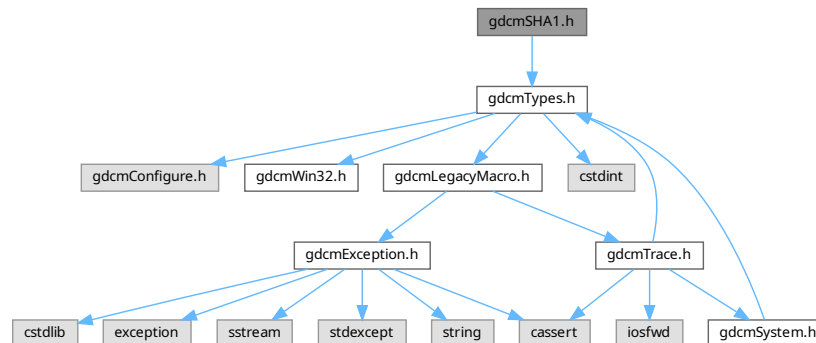 gdcmSHA1.h
gdcmTypes.h
gdcmConfigure.h
gdcmWin32.h
gdcmLegacyMacro.h
cstdint
gdcmException.h
gdcmTrace.h
cstdlib
exception
sstream
stdexcept
string
cassert
iosfwd
gdcmSystem.h